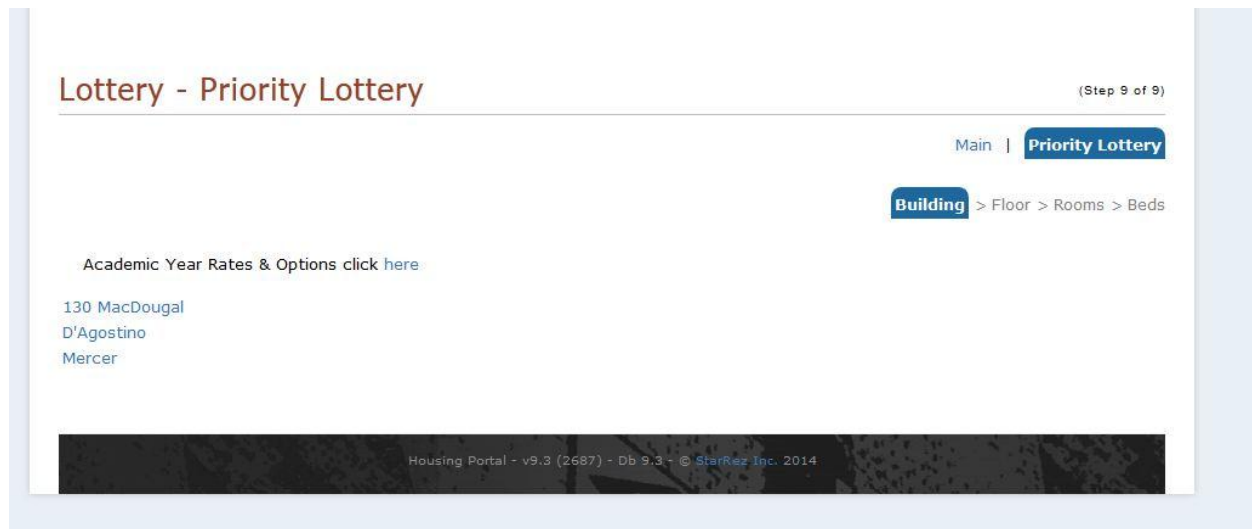 Lottery - Priority Lottery
(Step 9 of 9)
Main | Priority Lottery
Building > Floor > Rooms > Beds
Academic Year Rates & Options click here
130 MacDougal
D'Agostino
Mercer
Housing Portal - v9.3 (2687) - Db 9.3 - © StarRez Inc. 2014